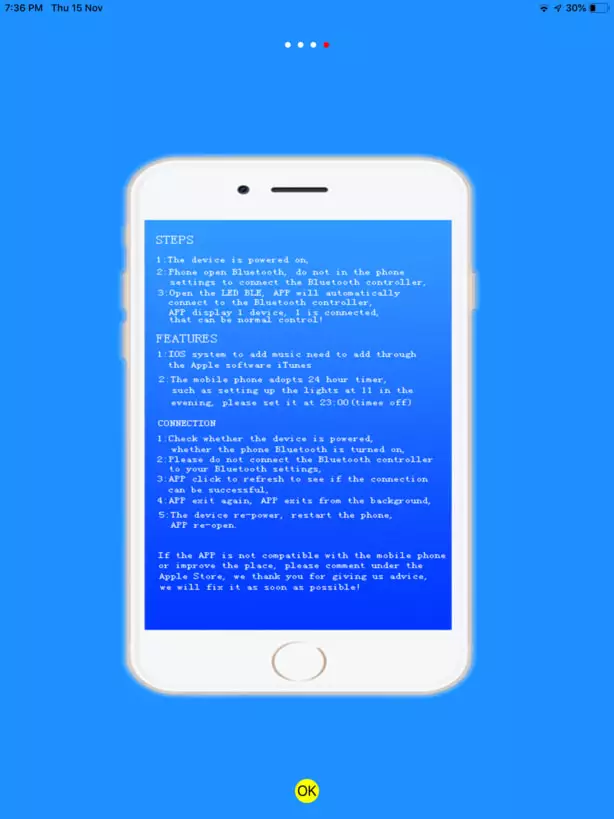 7:36 PM Thu 15 Nov 30%
STEPS
1:The device is powered on,
2:Phone open Bluetooth, do not in the phone
settings to connect the Bluetooth controller,
3:Open the LED BLE, APP will automatically
connect to the Bluetooth controller,
APP display 1 device, 1 is connected,
that can be normal control!
FEATURES
1:IOS system to add music need to add through
the Apple software iTunes
2:The mobile phone adopts 24 hour timer,
such as setting up the lights at 11 in the
evening, please set it at 23:00(times off)
CONNECTION
1:Check whether the device is powered,
whether the phone Bluetooth is turned on,
2:Please do not connect the Bluetooth controller
to your Bluetooth settings,
3:APP click to refresh to see if the connection
can be successful,
4:APP exit again, APP exits from the background,
5:The device re-power, restart the phone,
APP re-open.
If the APP is not compatible with the mobile phone
or improve the place, please comment under the
Apple Store, we thank you for giving us advice,
we will fix it as soon as possible!
OK